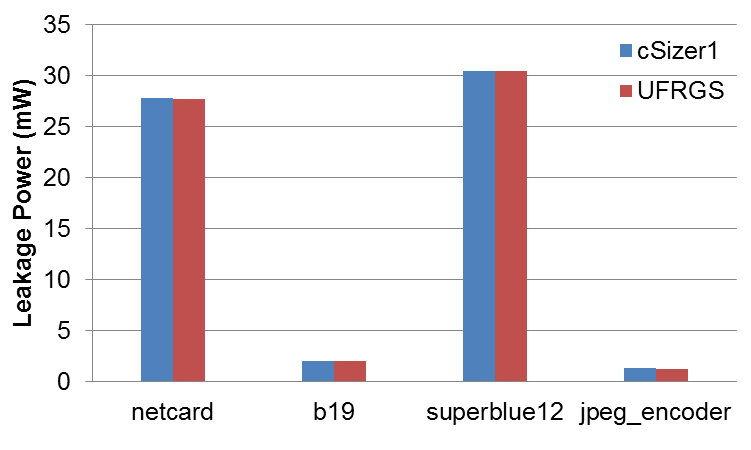 35
30
25
20
15
10
5
0
Leakage Power (mW)
cSizer1
UFRGS
netcard
b19
superblue12
jpeg_encoder